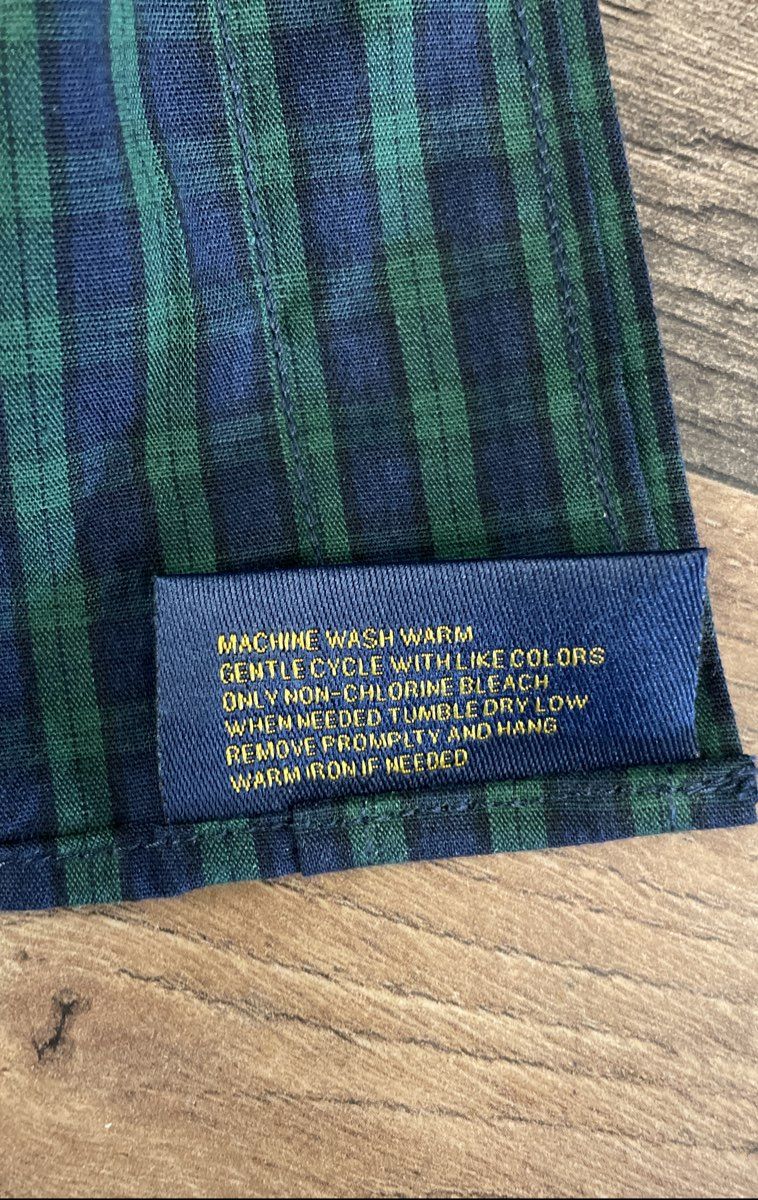 MACHINE WASH WARM
GENTLE CYCLE WITH LIKE COLORS
ONLY NON-CHLORINE BLEACH
WHEN NEEDED TUMBLE DRY LOW
REMOVE PROMPLTY AND HANG
WARM IRON IF NEEDED